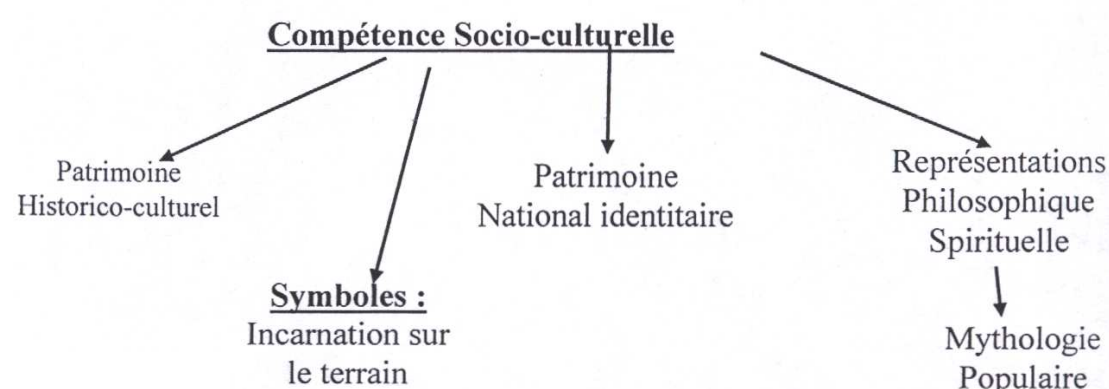 Compétence Socio-culturelle
Patrimoine
Historico-culturel
Symboles :
Incarnation sur
le terrain
Patrimoine
National identitaire
Représentations
Philosophique
Spirituelle
Mythologie
Populaire